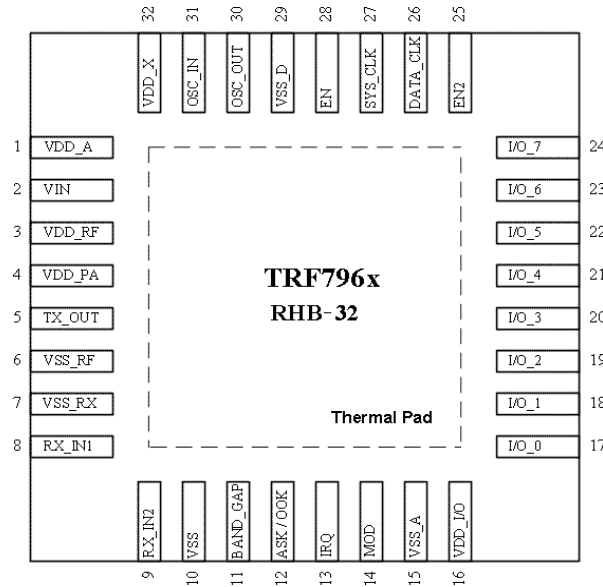 32 31 30 29 28 27 26 25
VDD_X OSC_IN OSC_OUT VSS_D EN SYS_CLK DATA_CLK EN2
1 VDD_A I/O_7 24
2 VIN I/O_6 23
3 VDD_RF I/O_5 22
4 VDD_PA I/O_4 21
TRF796x
5 TX_OUT I/O_3 20
RHB-32
6 VSS_RF I/O_2 19
7 VSS_RX I/O_1 18
Thermal Pad
8 RX_IN1 I/O_0 17
RX_IN2 VSS BAND_GAP ASK / OOK IRQ MOD VSS_A VDD_I/O
9 10 11 12 13 14 15 16